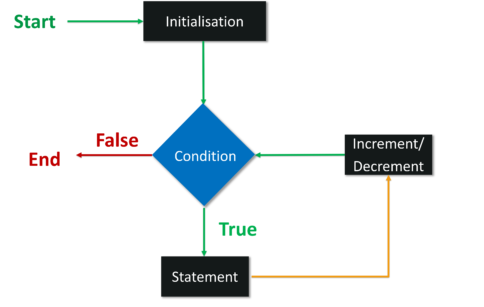 Start
Initialisation
False
End
Condition
Increment/
Decrement
True
Statement